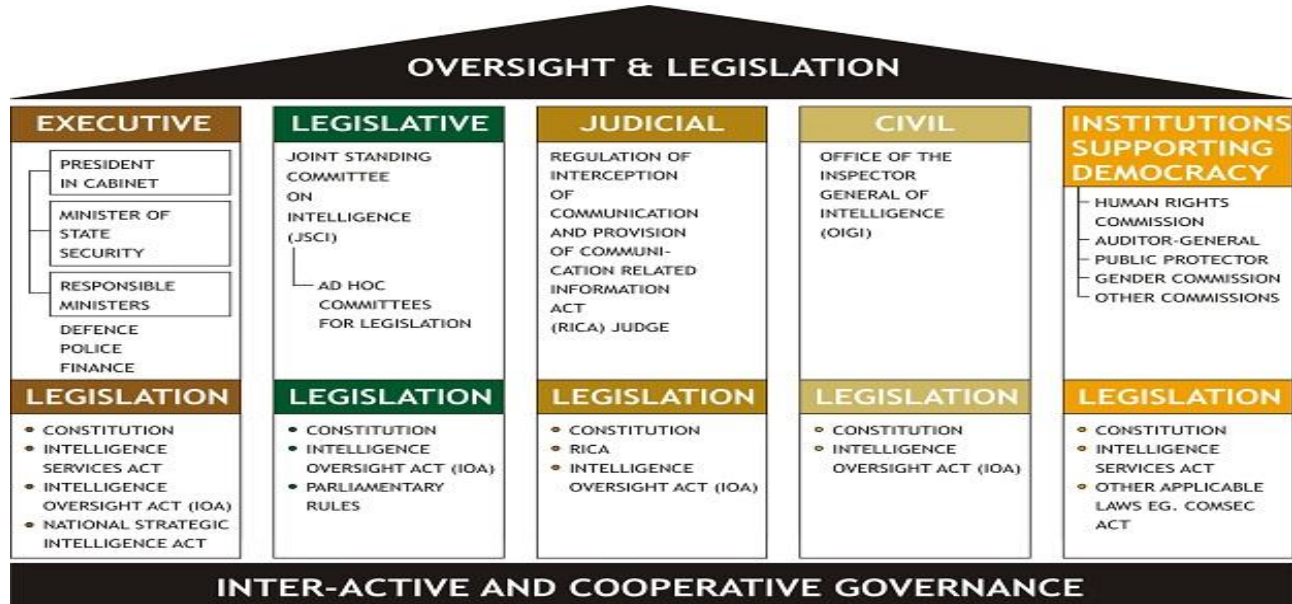 OVERSIGHT & LEGISLATION
EXECUTIVE
PRESIDENT
IN CABINET
MINISTER OF
STATE
SECURITY
RESPONSIBLE
MINISTERS
DEFENCE
POLICE
FINANCE
LEGISLATION
CONSTITUTION
INTELLIGENCE
SERVICES ACT
INTELLIGENCE
OVERSIGHT ACT (IOA)
NATIONAL STRATEGIC
INTELLIGENCE ACT
LEGISLATIVE
JOINT STANDING
COMMITTEE
ON
INTELLIGENCE
(JSCI)
AD HOC
COMMITTEES
FOR LEGISLATION
LEGISLATION
CONSTITUTION
INTELLIGENCE
OVERSIGHT ACT (IOA)
PARLIAMENTARY
RULES
JUDICIAL
REGULATION OF
INTERCEPTION
OF
COMMUNICATION
AND PROVISION
OF COMMUNI-
CATION RELATED
INFORMATION
ACT
(RICA) JUDGE
LEGISLATION
CONSTITUTION
RICA
INTELLIGENCE
OVERSIGHT ACT (IOA)
CIVIL
OFFICE OF THE
INSPECTOR
GENERAL OF
INTELLIGENCE
(OIGI)
LEGISLATION
CONSTITUTION
INTELLIGENCE
OVERSIGHT ACT (IOA)
INSTITUTIONS
SUPPORTING
DEMOCRACY
HUMAN RIGHTS
COMMISSION
AUDITOR-GENERAL
PUBLIC PROTECTOR
GENDER COMMISSION
OTHER COMMISSIONS
LEGISLATION
CONSTITUTION
INTELLIGENCE
SERVICES ACT
OTHER APPLICABLE
LAWS EG. COMSEC
ACT
INTER-ACTIVE AND COOPERATIVE GOVERNANCE